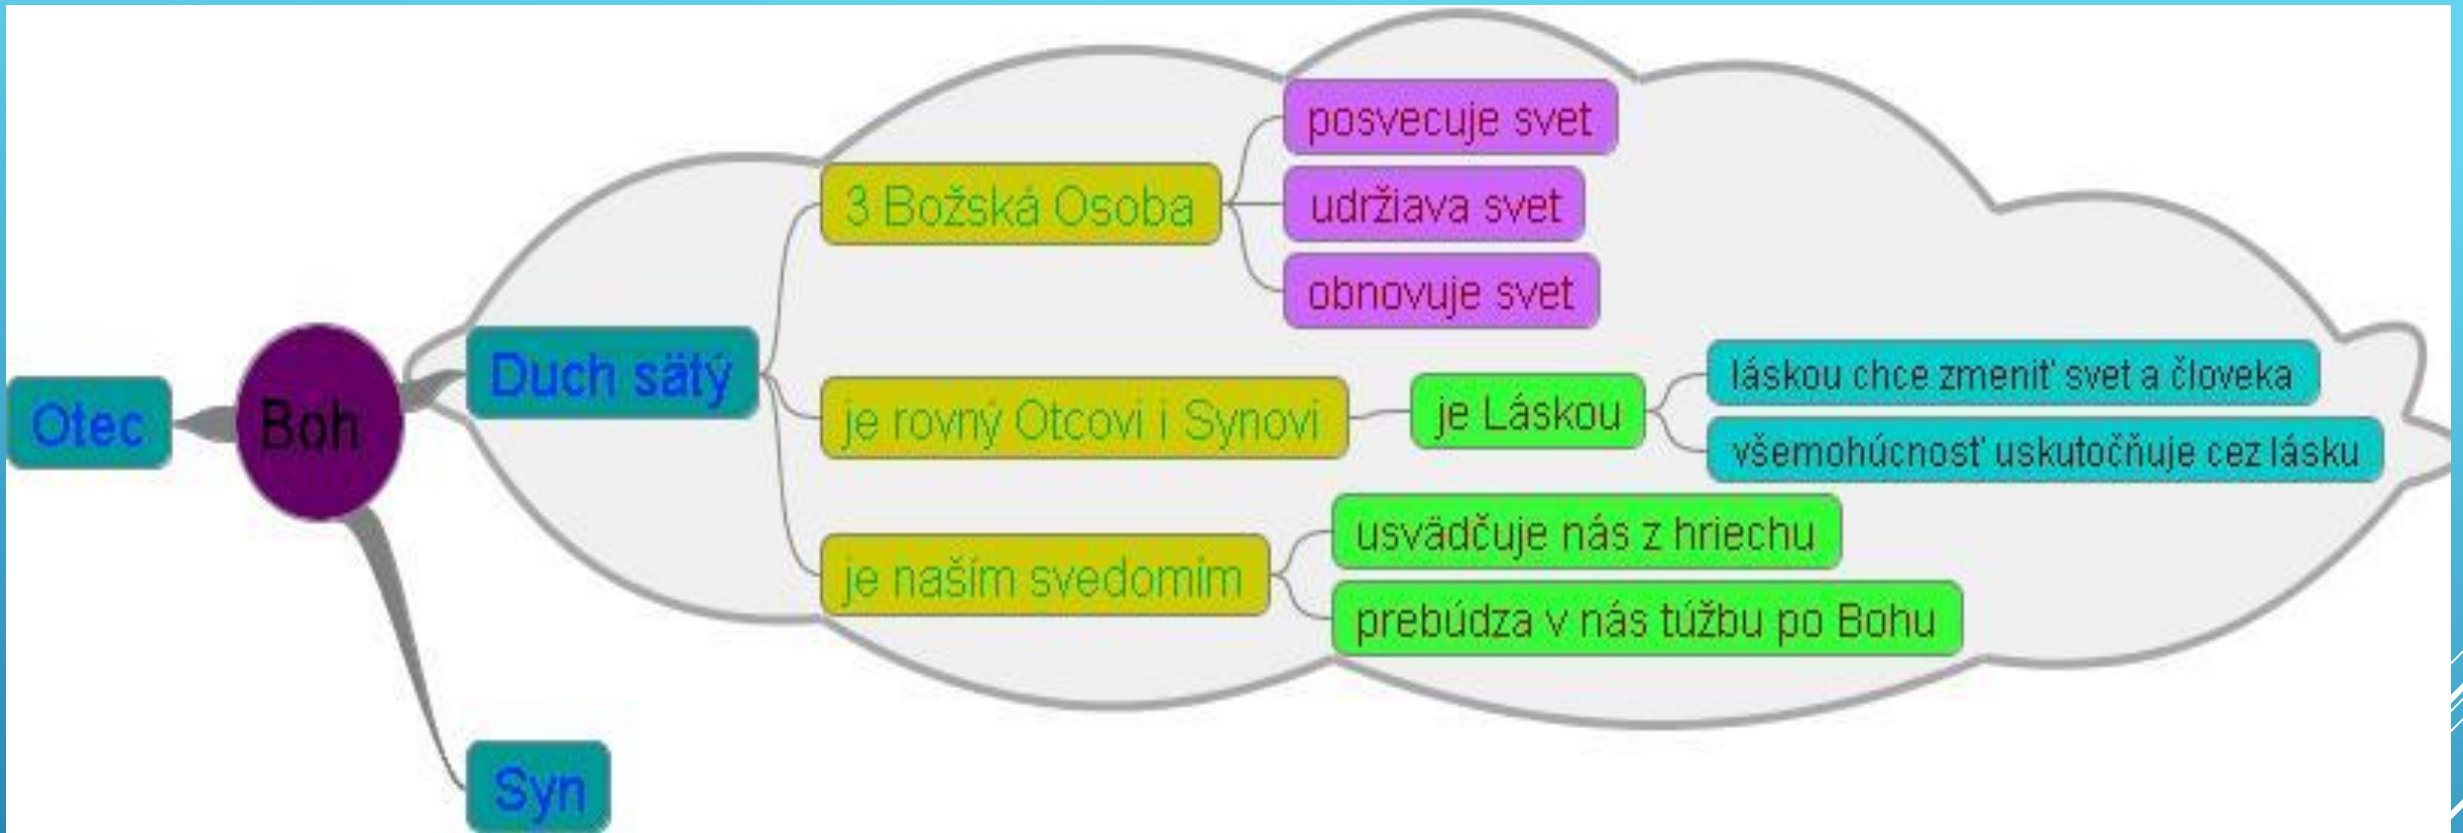 Otec
Boh
Duch sätý
3 Božská Osoba
posvecuje svet
udržiava svet
obnovuje svet
je rovný Otcovi i Synovi
je Láskou
láskou chce zmeniť svet a človeka
všemohúcnosť uskutočňuje cez lásku
je naším svedomím
usvädčuje nás z hriechu
prebúdza v nás túžbu po Bohu
Syn